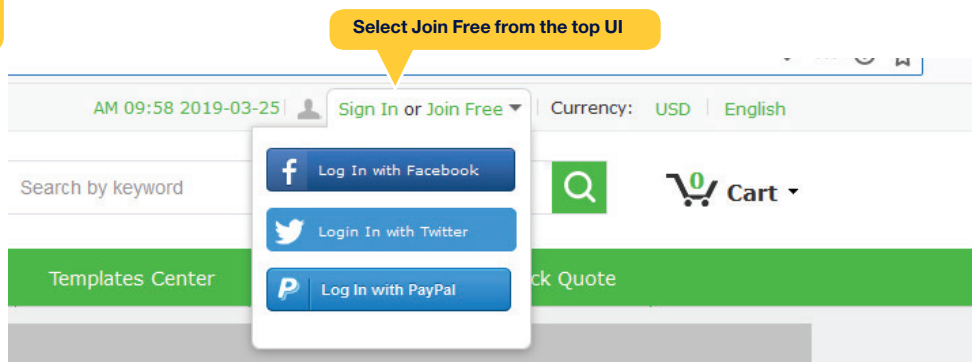 Select Join Free from the top UI
AM 09:58 2019-03-25 Sign In or Join Free Currency: USD English
Log In with Facebook
Search by keyword
0 Cart
Login In with Twitter
Templates Center ck Quote
Log In with PayPal